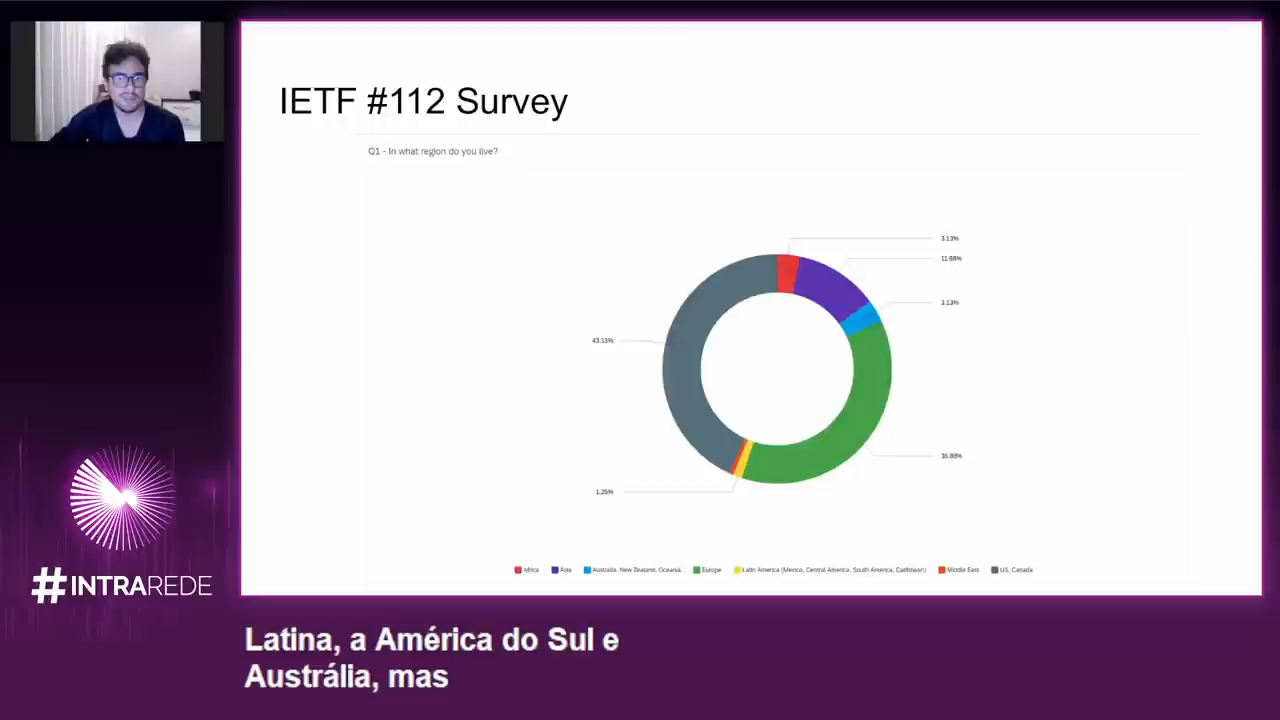 IETF #112 Survey
Q1 - In what region do you live?
3.13%
11.88%
3.13%
43.13%
36.88%
1.25%
Africa
Asia
Australia, New Zealand, Oceania,
Europe
Latin America (Mexico, Central America, South America, Caribbean)
Middle East
US, Canada
#INTRAREDE
Latina, a América do Sul e
Austrália, mas